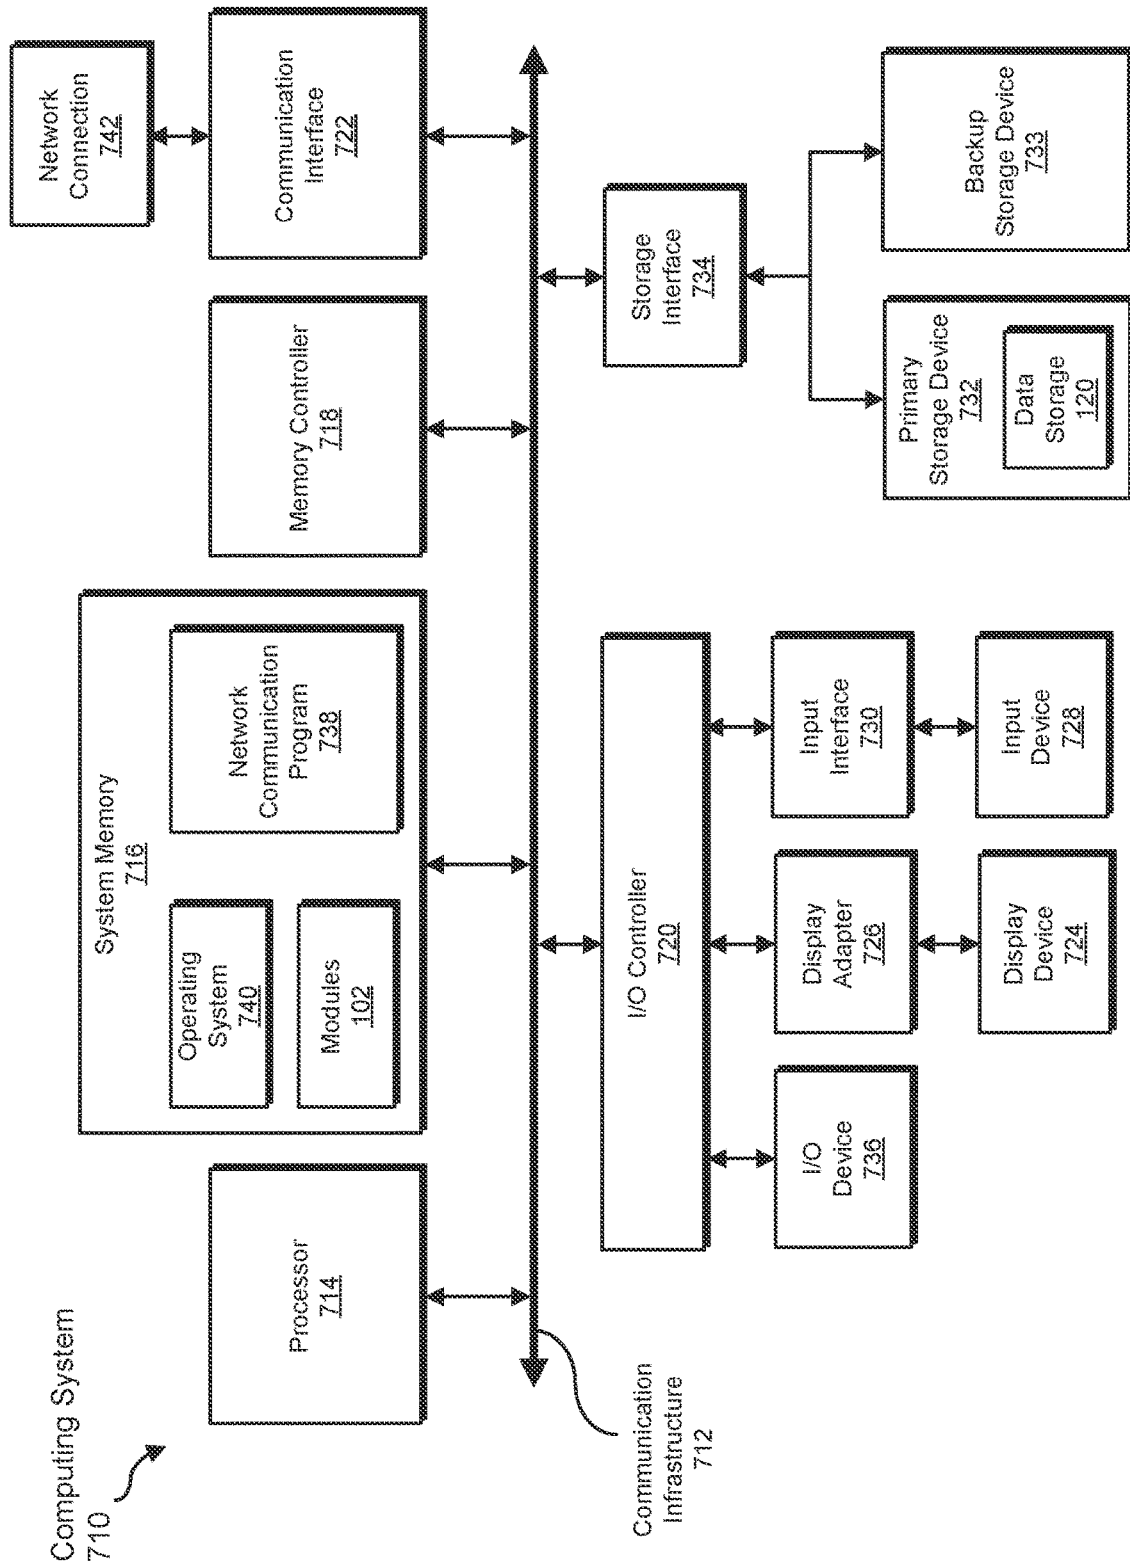 Computing System
710
Processor
714
System Memory
716
Operating
System
740
Modules
102
Network
Communication
Program
738
Memory Controller
718
Communication
Interface
722
Network
Connection
742
Communication
Infrastructure
712
I/O Controller
720
I/O
Device
736
Display
Adapter
726
Display
Device
724
Input
Interface
730
Input
Device
728
Storage
Interface
734
Primary
Storage Device
732
Data
Storage
120
Backup
Storage Device
733